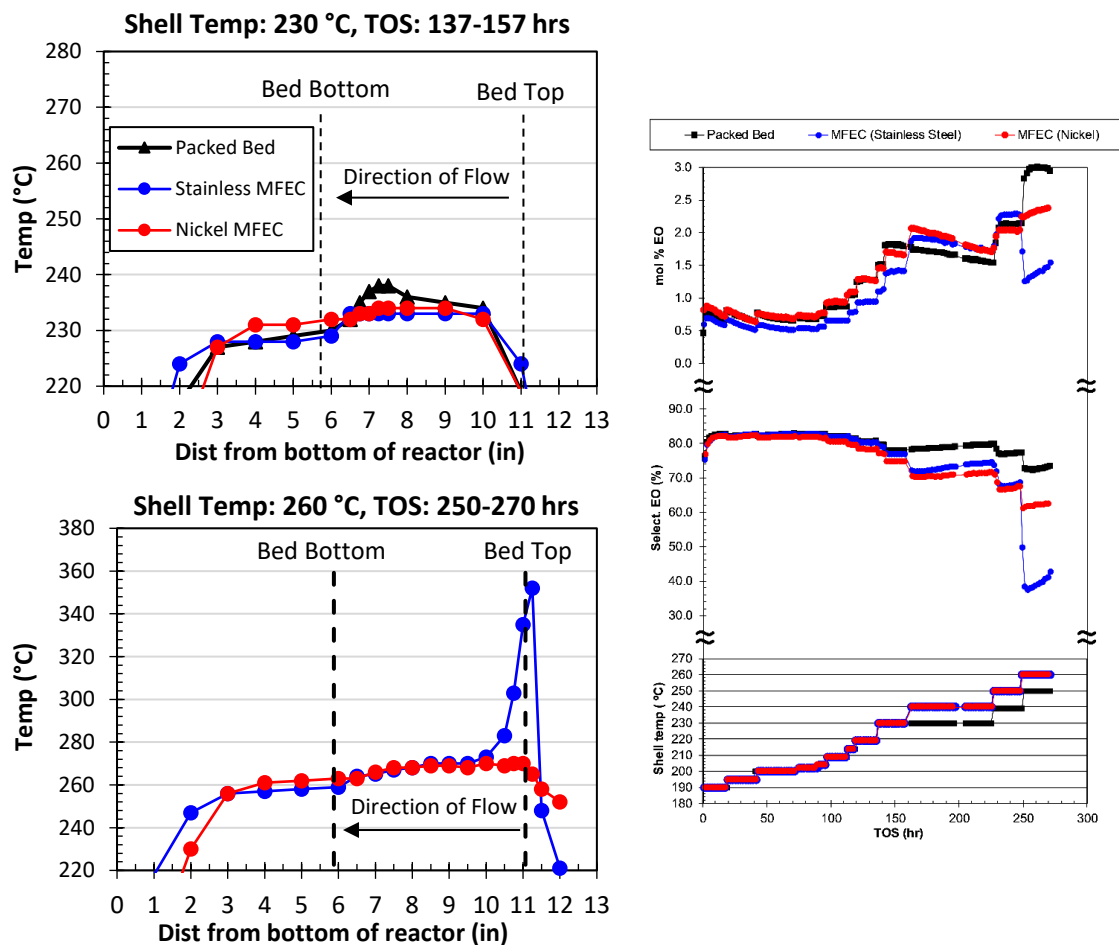 Shell Temp: 230 °C, TOS: 137-157 hrs
280
270
260
250
240
230
220
Temp (°C)
Bed Bottom
Bed Top
Packed Bed
Stainless MFEC
Nickel MFEC
Direction of Flow
0 1 2 3 4 5 6 7 8 9 10 11 12 13
Dist from bottom of reactor (in)
Shell Temp: 260 °C, TOS: 250-270 hrs
380
360
340
320
300
280
260
240
220
Temp (°C)
Bed Bottom
Bed Top
Direction of Flow
0 1 2 3 4 5 6 7 8 9 10 11 12 13
Dist from bottom of reactor (in)
Packed Bed MFEC (Stainless Steel) MFEC (Nickel)
3.0
2.5
2.0
1.5
1.0
0.5
0.0
mol % EO
90.0
80.0
70.0
60.0
50.0
40.0
30.0
Select. EO (%)
270
260
250
240
230
220
210
200
190
180
Shell temp (°C)
0 50 100 150 200 250 300
TOS (hr)